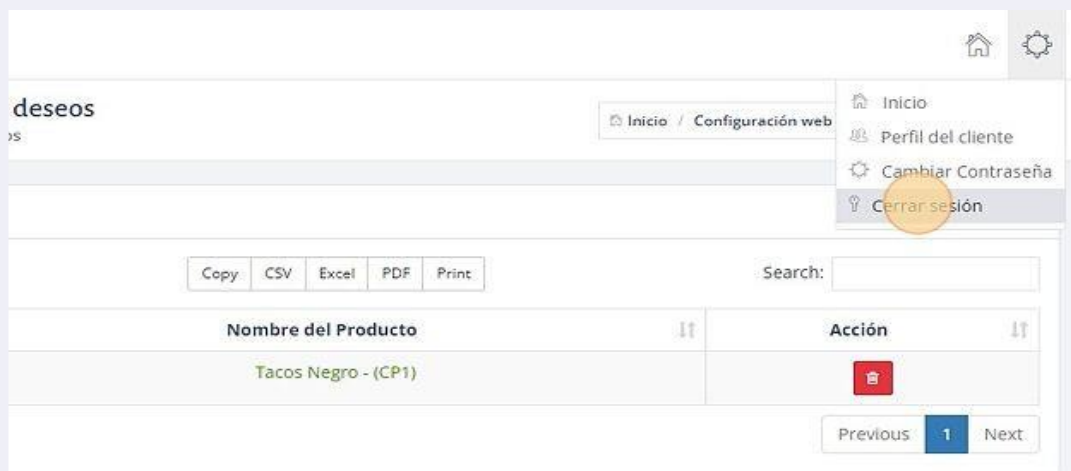 deseos
os
Inicio / Configuración web
Inicio
Perfil del cliente
Cambiar Contraseña
Cerrar sesión
Copy CSV Excel PDF Print
Search:
Nombre del Producto Acción
Tacos Negro - (CP1)
Previous 1 Next